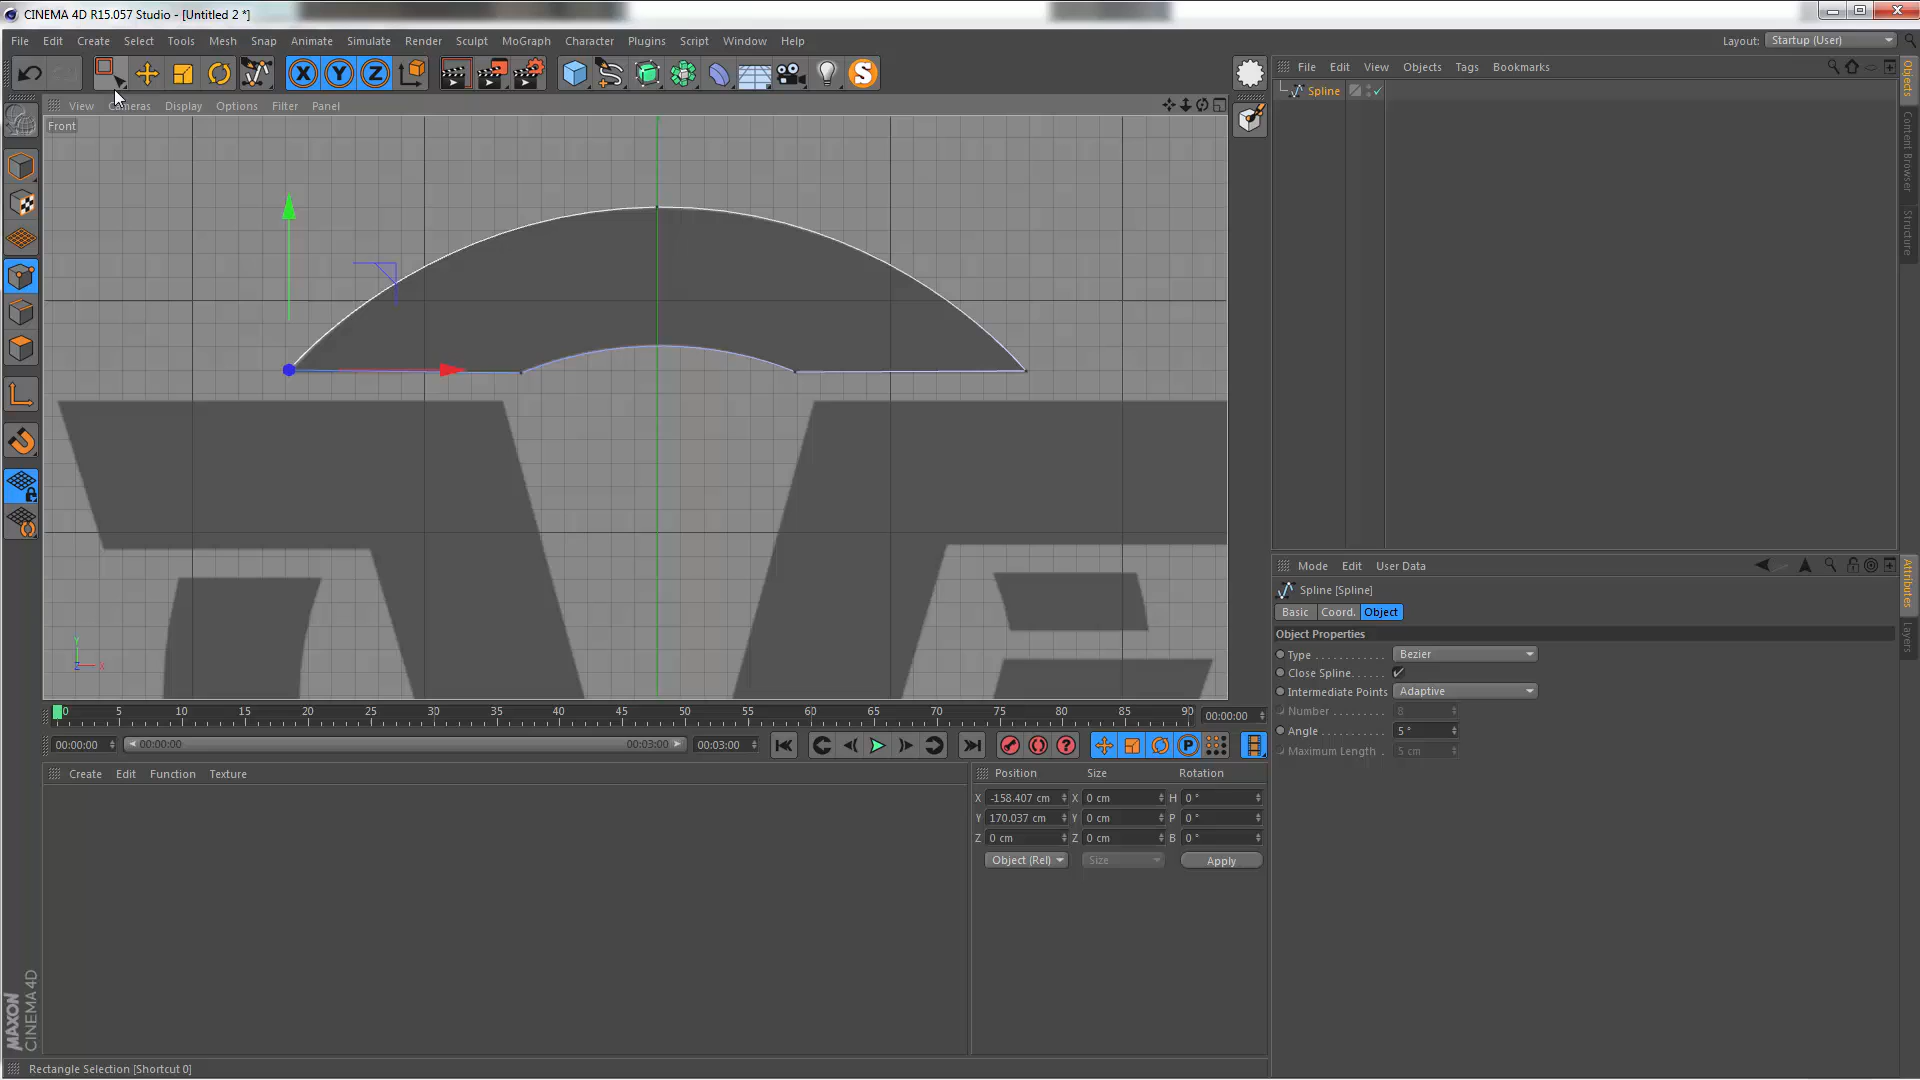 CINEMA 4D R15.057 Studio - [Untitled 2 *]
File Edit Create Select Tools Mesh Snap Animate Simulate Render Sculpt MoGraph Character Plugins Script Window Help
Layout: Startup (User)
X Y Z S
File Edit View Objects Tags Bookmarks
View Cameras Display Options Filter Panel
Front
Spline
Objects
Content Browser
Structure
Y
Z X
Mode Edit User Data
Spline [Spline]
Basic Coord. Object
Object Properties
Type . . . . . . . . . . . . Bezier
Close Spline. . . . . .
Intermediate Points Adaptive
Number . . . . . . . . . 8
Angle . . . . . . . . . . . 5 °
Maximum Length . 5 cm
Attributes
Layers
0 5 10 15 20 25 30 35 40 45 50 55 60 65 70 75 80 85 90 00:00:00
00:00:00 00:00:00 00:03:00 00:03:00 ? P
Create Edit Function Texture
Position Size Rotation
X -158.407 cm X 0 cm H 0 °
Y 170.037 cm Y 0 cm P 0 °
Z 0 cm Z 0 cm B 0 °
Object (Rel) Size Apply
MAXON
CINEMA 4D
Rectangle Selection [Shortcut 0]